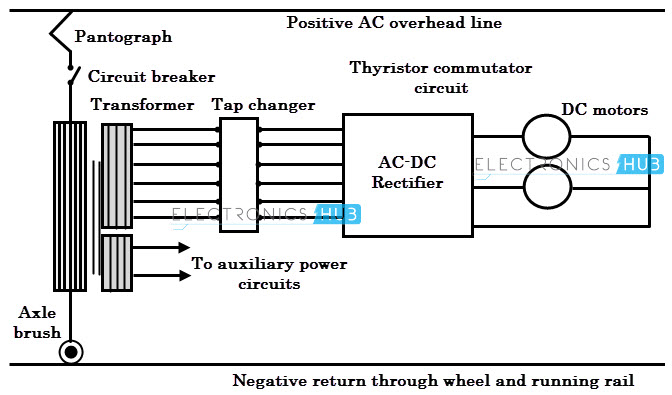 Positive AC overhead line
Pantograph
Circuit breaker
Thyristor commutator
circuit
Transformer
Tap changer
DC motors
AC-DC
Rectifier
ELECTRONICS HUB
ELECTRONICS HUB
To auxiliary power
circuits
Axle
brush
Negative return through wheel and running rail